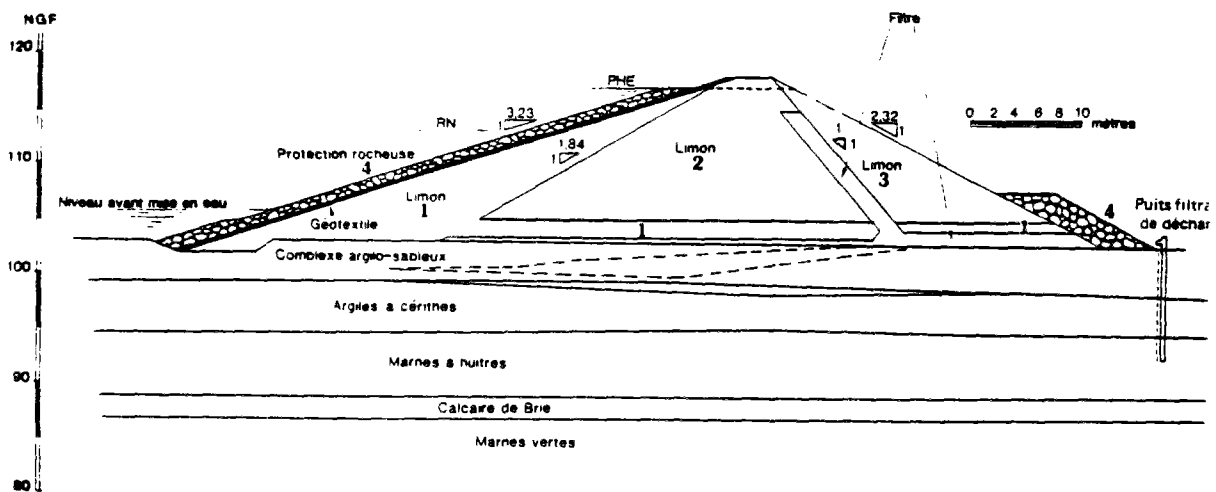 NGF
Filtre
120
PHE
3,23
1
RN
2,32
1
0 2 4 6 8 10
mètres
110
Protection rocheuse
4
1,84
1
Limon
2
1
1
Limon
3
Niveau avant mise en eau
Limon
1
Géotextile
4
Puits filtra
de déchar
1
1
1
100
Complexe argilo-sableux
Argiles à cérithes
Marnes à huîtres
90
Calcaire de Brie
Marnes vertes
80